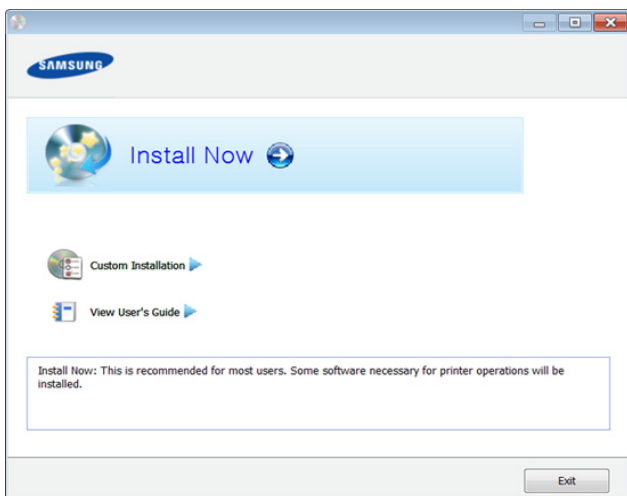 SAMSUNG
Install Now
Custom Installation
View User's Guide
Install Now: This is recommended for most users. Some software necessary for printer operations will be
installed.
Exit